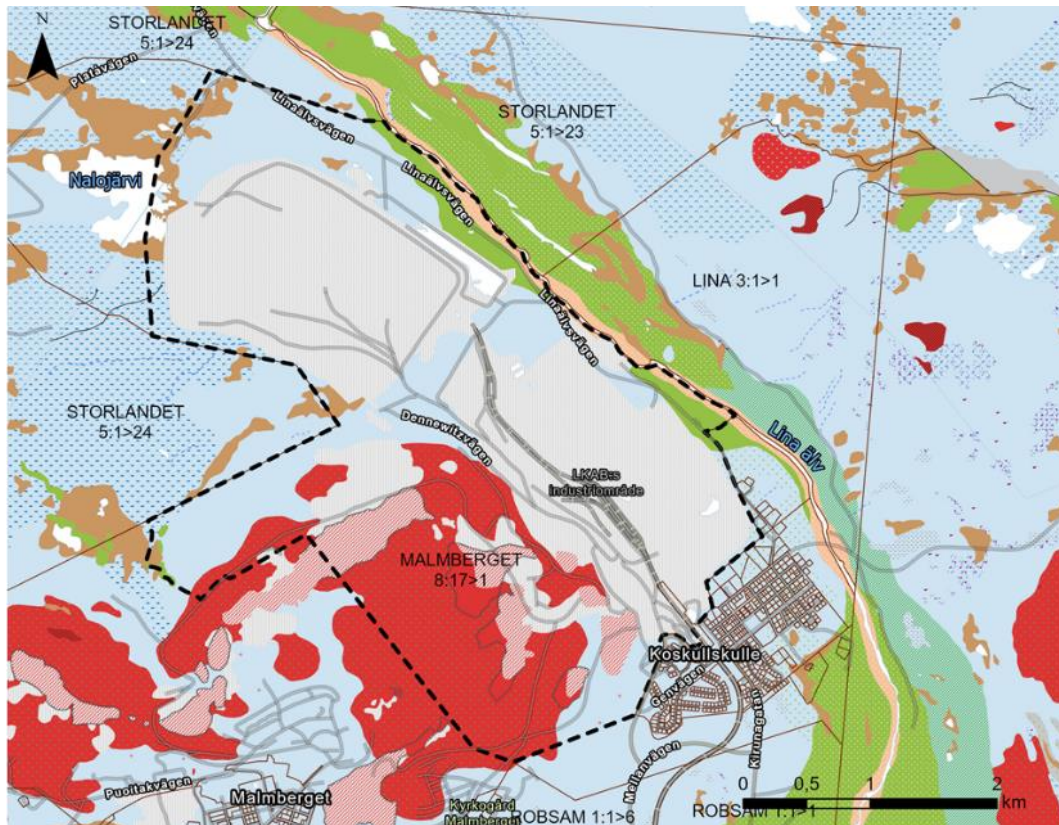 N
STORLANDET
5:1>24
Platåvägen
Linaälvsvägen
STORLANDET
5:1>23
Nalojärvi
Linaälvsvägen
LINA 3:1>1
Linaälvsvägen
STORLANDET
5:1>24
Dennewitzvägen
Lina älv
LKAB:s
industriområde
MALMBERGET
8:17>1
Koskullskulle
Genvägen
Kirunagatan
Mellanvägen
Puoitakvägen
Malmberget
Kyrkogård
Malmberget
ROBSAM 1:1>6
ROBSAM 1:1>1
0 0,5 1 2
km